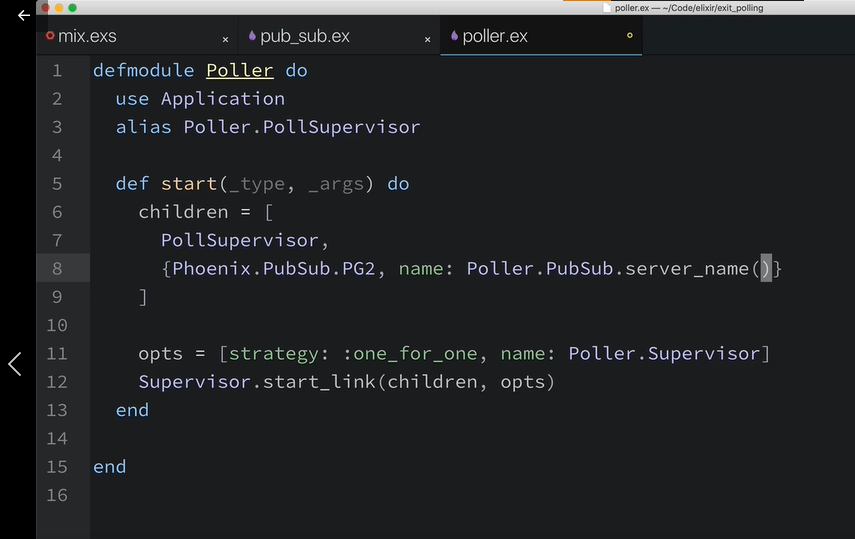 poller.ex — ~/Code/elixir/exit_polling
mix.exs × pub_sub.ex × poller.ex
1 defmodule Poller do
2 use Application
3 alias Poller.PollSupervisor
4
5 def start(_type, _args) do
6 children = [
7 PollSupervisor,
8 {Phoenix.PubSub.PG2, name: Poller.PubSub.server_name()}
9 ]
10
11 opts = [strategy: :one_for_one, name: Poller.Supervisor]
12 Supervisor.start_link(children, opts)
13 end
14
15 end
16